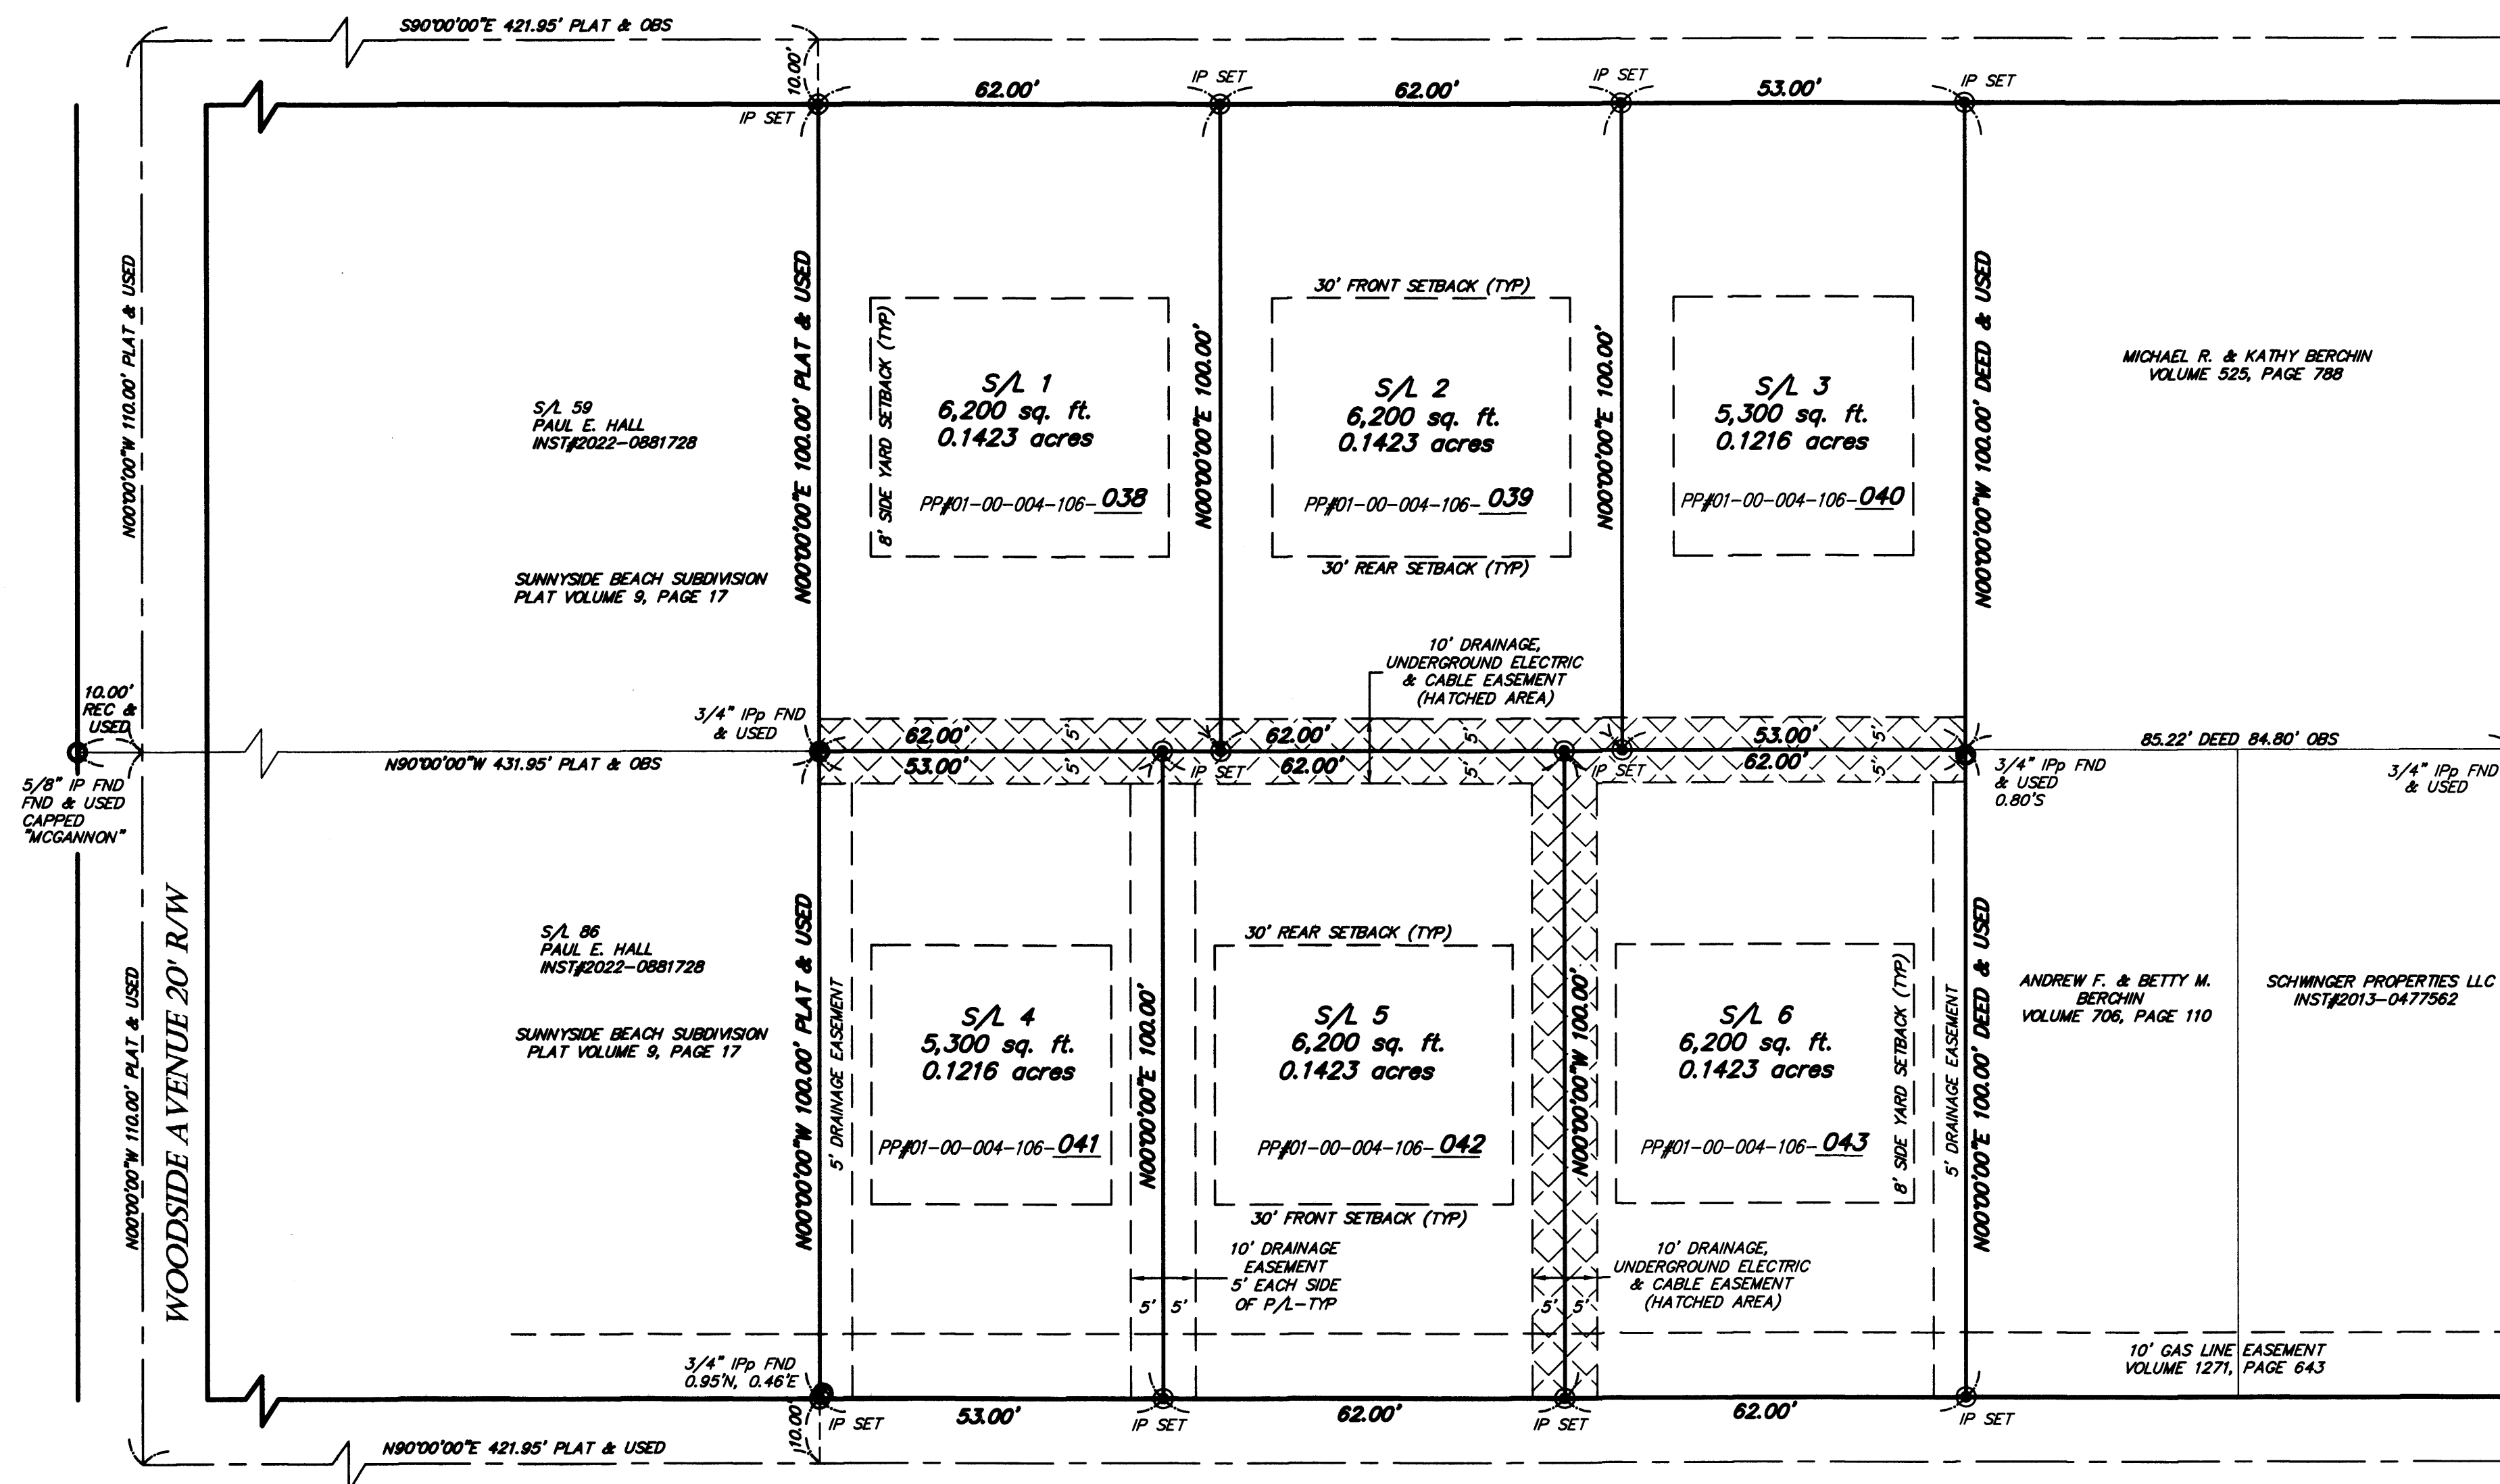 S90°00'00"E 421.95' PLAT & OBS
10.00'
IP SET
62.00'
IP SET
62.00'
IP SET
53.00'
IP SET
N00°00'00"W 110.00' PLAT & USED
N00°00'00"E 100.00' PLAT & USED
8' SIDE YARD SETBACK (TYP)
S/L 1
6,200 sq. ft.
0.1423 acres
PP#01-00-004-106-038
N00°00'00"E 100.00'
30' FRONT SETBACK (TYP)
S/L 2
6,200 sq. ft.
0.1423 acres
PP#01-00-004-106-039
30' REAR SETBACK (TYP)
N00°00'00"E 100.00'
S/L 3
5,300 sq. ft.
0.1216 acres
PP#01-00-004-106-040
N00°00'00"W 100.00' DEED & USED
MICHAEL R. & KATHY BERCHIN
VOLUME 525, PAGE 788
S/L 59
PAUL E. HALL
INST#2022-0881728
SUNNYSIDE BEACH SUBDIVISION
PLAT VOLUME 9, PAGE 17
10' DRAINAGE,
UNDERGROUND ELECTRIC
& CABLE EASEMENT
(HATCHED AREA)
10.00'
REC &
USED
3/4" IPp FND
& USED
62.00'
5'
62.00'
5'
53.00'
5'
85.22' DEED 84.80' OBS
N90°00'00"W 431.95' PLAT & OBS
53.00'
5'
IP SET
62.00'
5'
IP SET
62.00'
5'
3/4" IPp FND
& USED
0.80'S
3/4" IPp FND
& USED
5/8" IP FND
FND & USED
CAPPED
"MCGANNON"
WOODSIDE AVENUE 20' R/W
N00°00'00"W 110.00' PLAT & USED
S/L 86
PAUL E. HALL
INST#2022-0881728
SUNNYSIDE BEACH SUBDIVISION
PLAT VOLUME 9, PAGE 17
N00°00'00"W 100.00' PLAT & USED
5' DRAINAGE EASEMENT
S/L 4
5,300 sq. ft.
0.1216 acres
PP#01-00-004-106-041
N00°00'00"E 100.00'
30' REAR SETBACK (TYP)
S/L 5
6,200 sq. ft.
0.1423 acres
PP#01-00-004-106-042
30' FRONT SETBACK (TYP)
N00°00'00"W 100.00'
S/L 6
6,200 sq. ft.
0.1423 acres
PP#01-00-004-106-043
8' SIDE YARD SETBACK (TYP)
5' DRAINAGE EASEMENT
N00°00'00"E 100.00' DEED & USED
ANDREW F. & BETTY M.
BERCHIN
VOLUME 706, PAGE 110
SCHWINGER PROPERTIES LLC
INST#2013-0477562
10' DRAINAGE
EASEMENT
5' EACH SIDE
OF P/L-TYP
5' 5'
10' DRAINAGE,
UNDERGROUND ELECTRIC
& CABLE EASEMENT
(HATCHED AREA)
5' 5'
10' GAS LINE EASEMENT
VOLUME 1271, PAGE 643
3/4" IPp FND
0.95'N, 0.46'E
10.00'
IP SET
53.00'
IP SET
62.00'
IP SET
62.00'
IP SET
N90°00'00"E 421.95' PLAT & USED